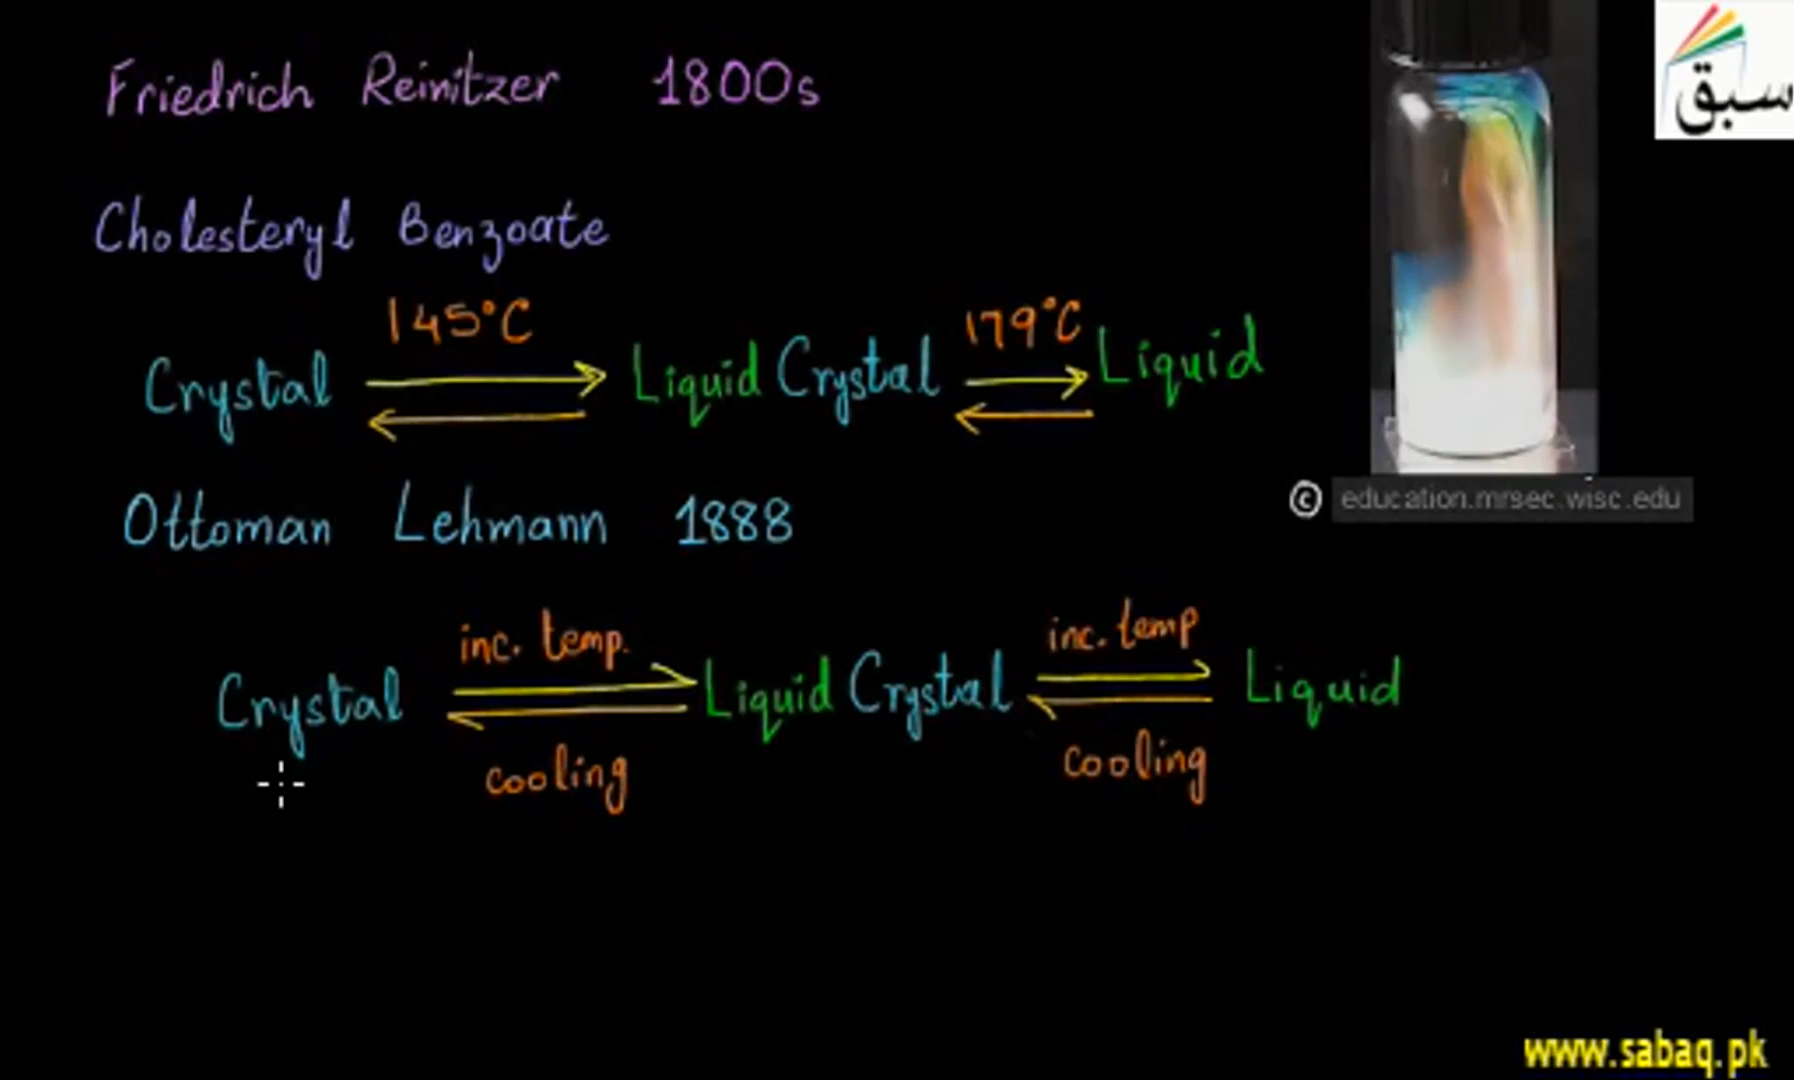 Friedrich Reinitzer 1800s
سبق
Cholesteryl Benzoate
145°C 179°C
Crystal Liquid Crystal Liquid
© education.mrsec.wisc.edu
Ottoman Lehmann 1888
inc. temp. inc. temp
Crystal Liquid Crystal Liquid
cooling cooling
www.sabaq.pk